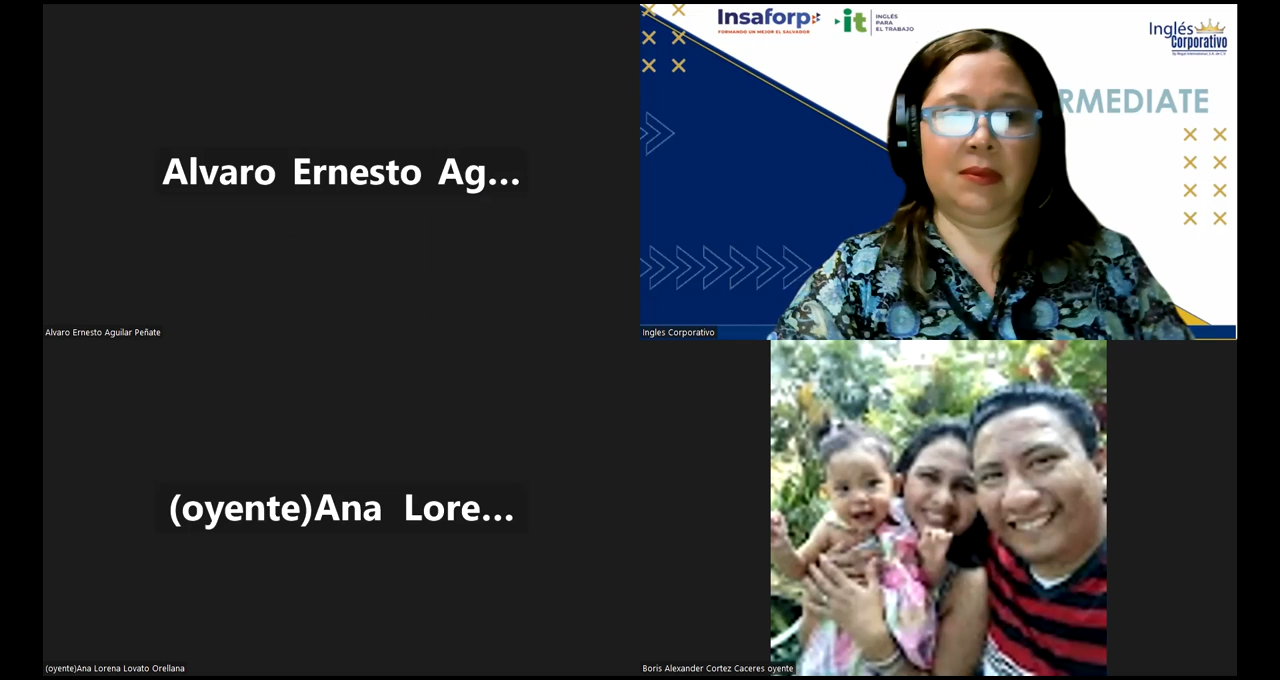 Alvaro Ernesto Ag...
Alvaro Ernesto Aguilar Peñate
Insaforp
FORMANDO UN MEJOR EL SALVADOR
it
INGLÉS
PARA
EL TRABAJO
Inglés
Corporativo
RMEDIATE
Ingles Corporativo
(oyente)Ana Lore...
(oyente)Ana Lorena Lovato Orellana
Boris Alexander Cortez Caceres oyente